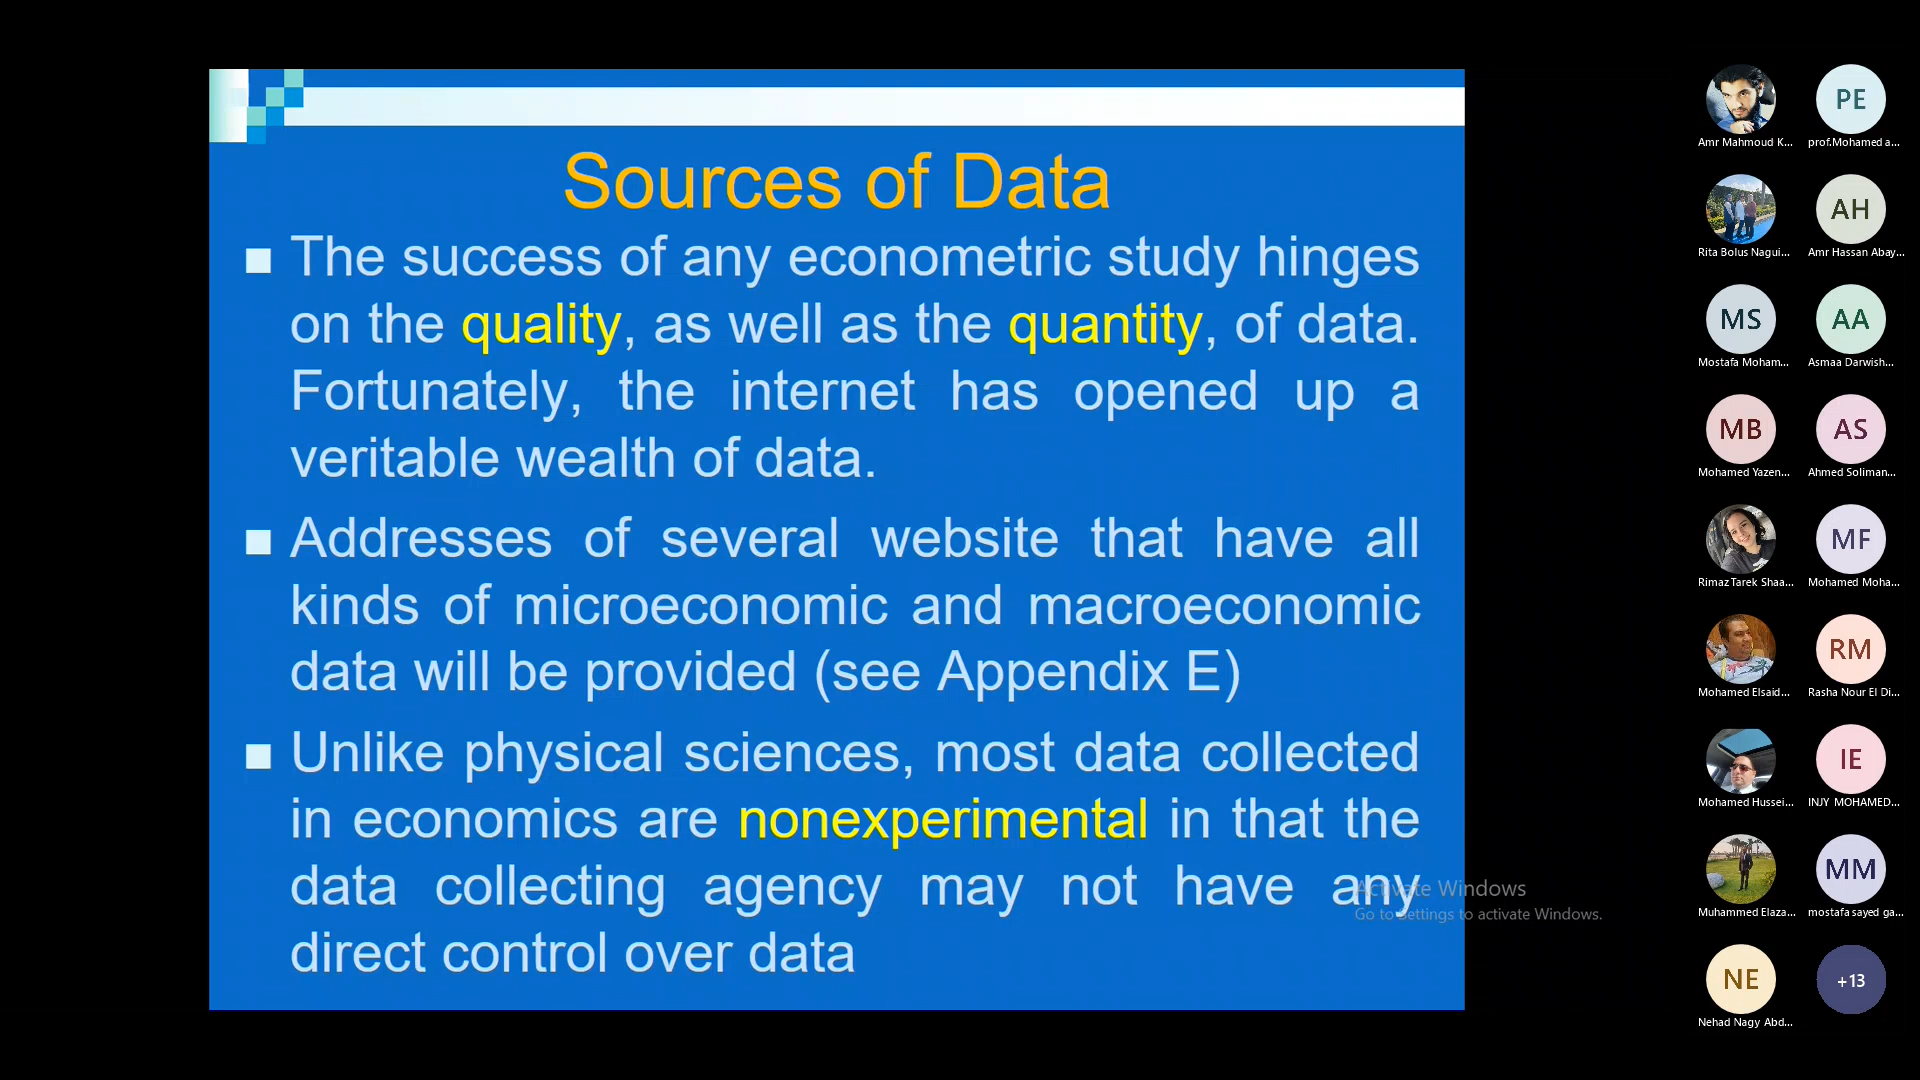 Sources of Data
The success of any econometric study hinges
on the quality, as well as the quantity, of data.
Fortunately, the internet has opened up a
veritable wealth of data.
Addresses of several website that have all
kinds of microeconomic and macroeconomic
data will be provided (see Appendix E)
Unlike physical sciences, most data collected
in economics are nonexperimental in that the
data collecting agency may not have any
direct control over data
Activate Windows
Go to Settings to activate Windows.
Amr Mahmoud K...
PE
prof.Mohamed a...
Rita Bolus Nagui...
AH
Amr Hassan Abay...
MS
Mostafa Moham...
AA
Asmaa Darwish...
MB
Mohamed Yazen...
AS
Ahmed Soliman...
Rimaz Tarek Shaa...
MF
Mohamed Moha...
Mohamed Elsaid...
RM
Rasha Nour El Di...
Mohamed Hussei...
IE
INJY MOHAMED...
Muhammed Elaza...
MM
mostafa sayed ga...
NE
Nehad Nagy Abd...
+13